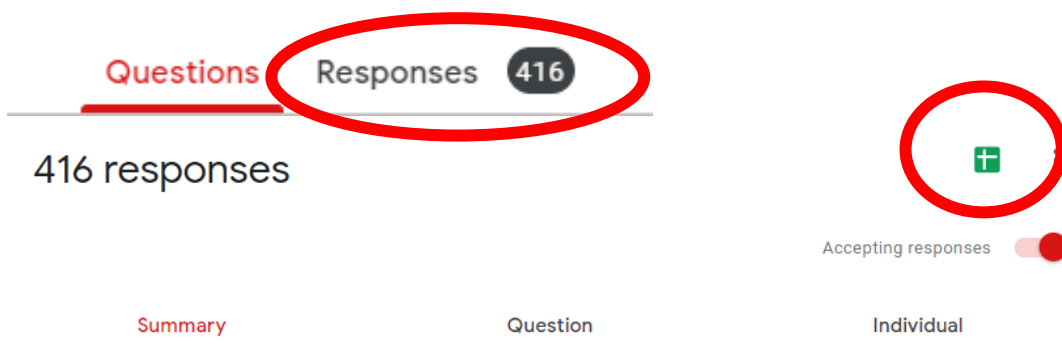 Questions Responses 416
416 responses
Accepting responses
Summary Question Individual